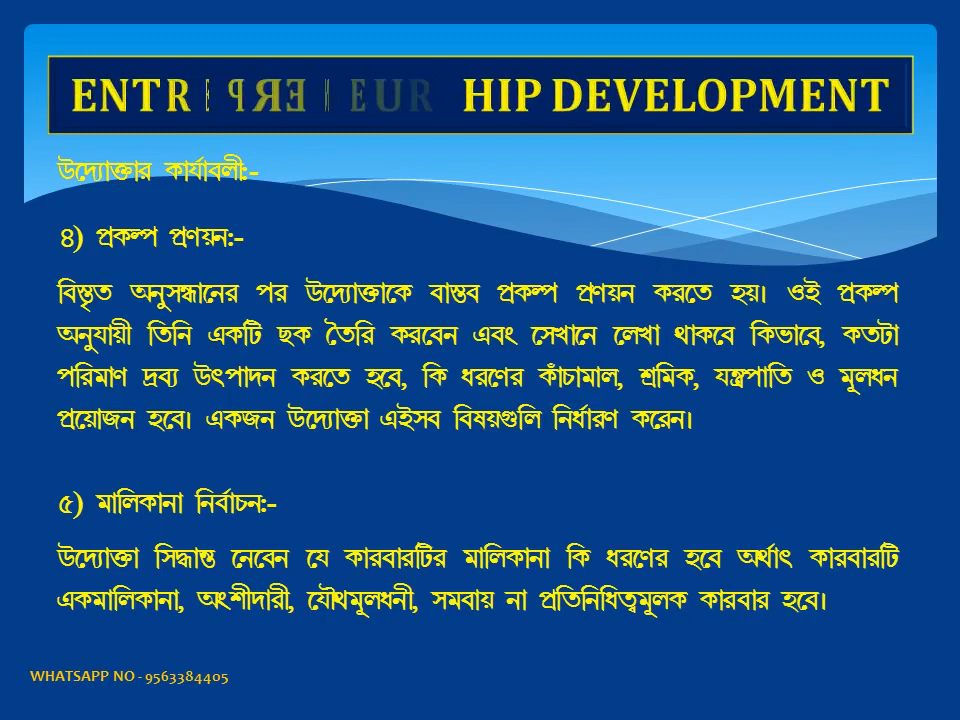 ENTR EPRE EUR HIP DEVELOPMENT
উদ্যোক্তার কার্যাবলী:-
৪) প্রকল্প প্রণয়ন:-
বিস্তৃত অনুসন্ধানের পর উদ্যোক্তাকে বাস্তব প্রকল্প প্রণয়ন করতে হয়। ওই প্রকল্প
অনুযায়ী তিনি একটি ছক তৈরি করবেন এবং সেখানে লেখা থাকবে কিভাবে, কতটা
পরিমাণ দ্রব্য উৎপাদন করতে হবে, কি ধরণের কাঁচামাল, শ্রমিক, যন্ত্রপাতি ও মূলধন
প্রয়োজন হবে। একজন উদ্যোক্তা এইসব বিষয়গুলি নির্ধারণ করেন।
৫) মালিকানা নির্বাচন:-
উদ্যোক্তা সিদ্ধান্ত নেবেন যে কারবারটির মালিকানা কি ধরণের হবে অর্থাৎ কারবারটি
একমালিকানা, অংশীদারী, যৌথমূলধনী, সমবায় না প্রতিনিধিত্বমূলক কারবার হবে।
WHATSAPP NO - 9563384405